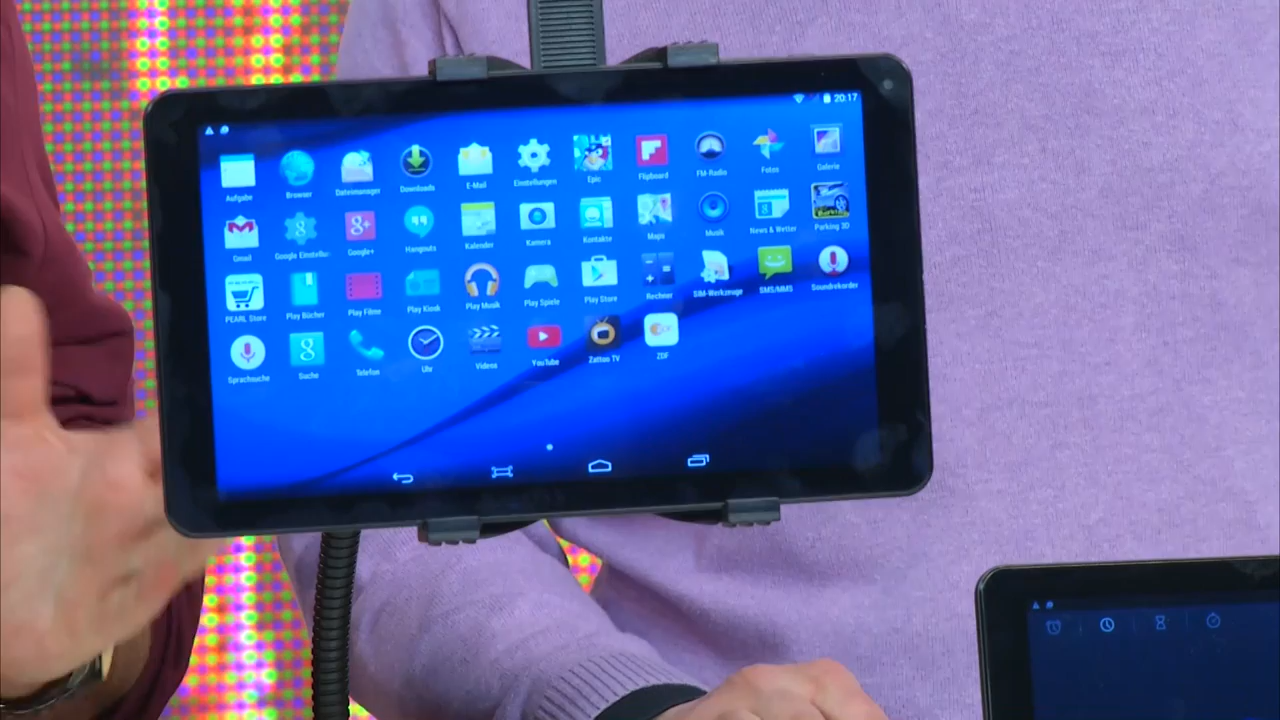 20:17
Aufgabe Browser Dateimanager Downloads E-Mail Einstellungen Epic Flipboard FM-Radio Fotos Galerie
Gmail Google Einstellun Google+ Hangouts Kalender Kamera Kontakte Maps Musik News & Wetter Parking 3D
PEARL Store Play Bücher Play Filme Play Kiosk Play Musik Play Spiele Play Store Rechner SIM-Werkzeuge SMS/MMS Soundrekorder
Sprachsuche Suche Telefon Uhr Videos YouTube Zattoo TV ZDF